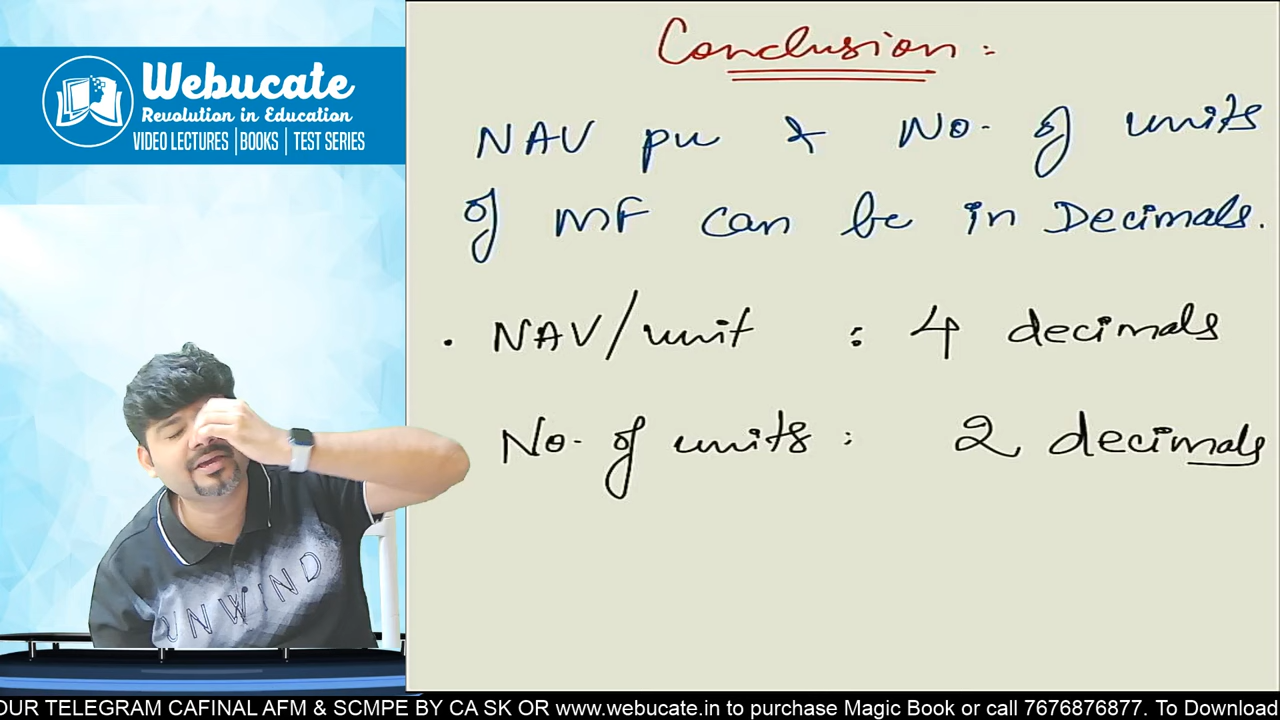 Webucate
Revolution in Education
VIDEO LECTURES | BOOKS | TEST SERIES
Conclusion :
NAV pu & No. of units
of MF can be in Decimals.
. NAV/unit : 4 decimals
No. of units : 2 decimals
UNWIND
OUR TELEGRAM CAFINAL AFM & SCMPE BY CA SK OR www.webucate.in to purchase Magic Book or call 7676876877. To Download